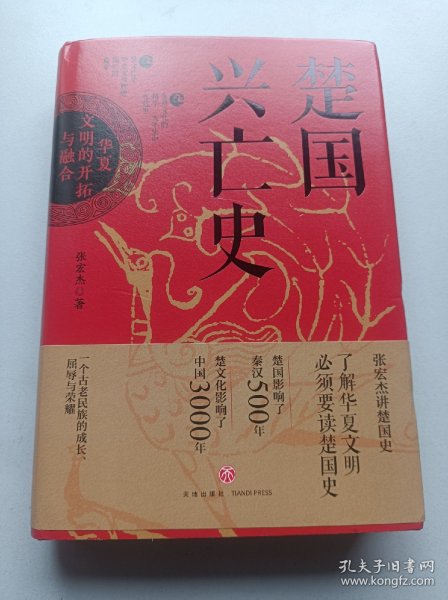 楚国
兴亡史
华夏
文明的开拓
与融合
张宏杰 著
张宏杰讲楚国史
了解华夏文明
必须要读楚国史
楚国影响了
秦汉500年
楚文化影响了
中国3000年
一个古老民族的成长、
屈辱与荣耀
天地出版社 TIANDI PRESS
孔夫子旧书网
www.kongfz.com